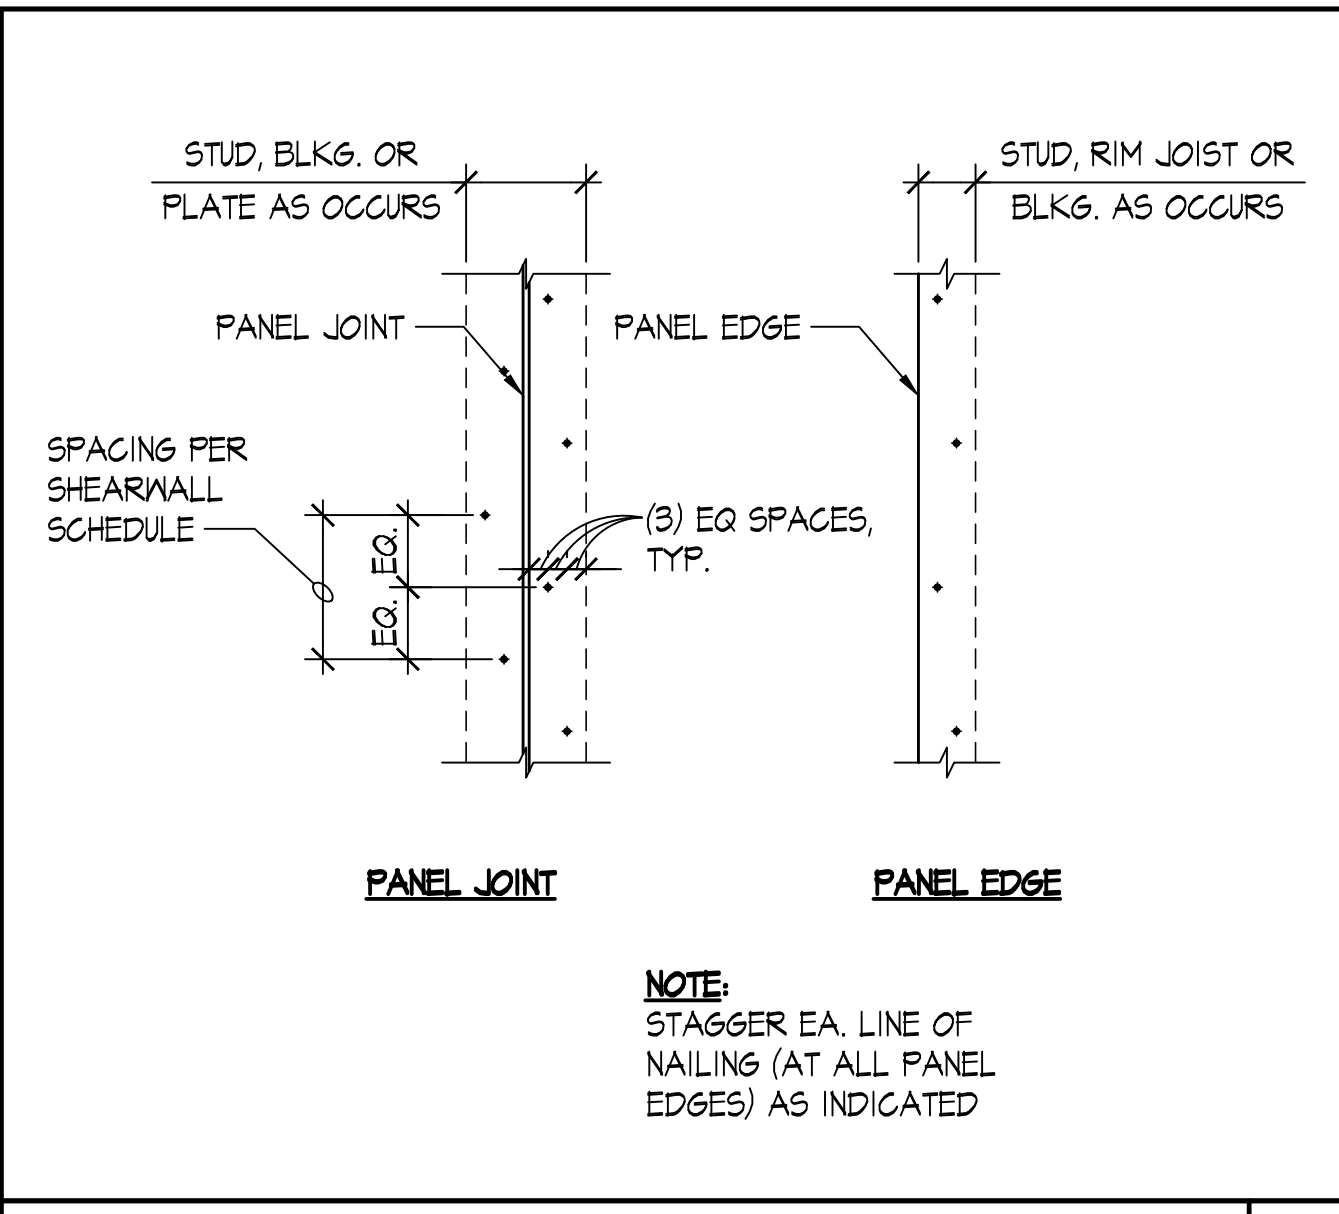 STUD, BLKG. OR
PLATE AS OCCURS
STUD, RIM JOIST OR
BLKG. AS OCCURS
PANEL JOINT
PANEL EDGE
SPACING PER
SHEARWALL
SCHEDULE
EQ.
EQ.
(3) EQ SPACES,
TYP.
PANEL JOINT
PANEL EDGE
NOTE:
STAGGER EA. LINE OF
NAILING (AT ALL PANEL
EDGES) AS INDICATED